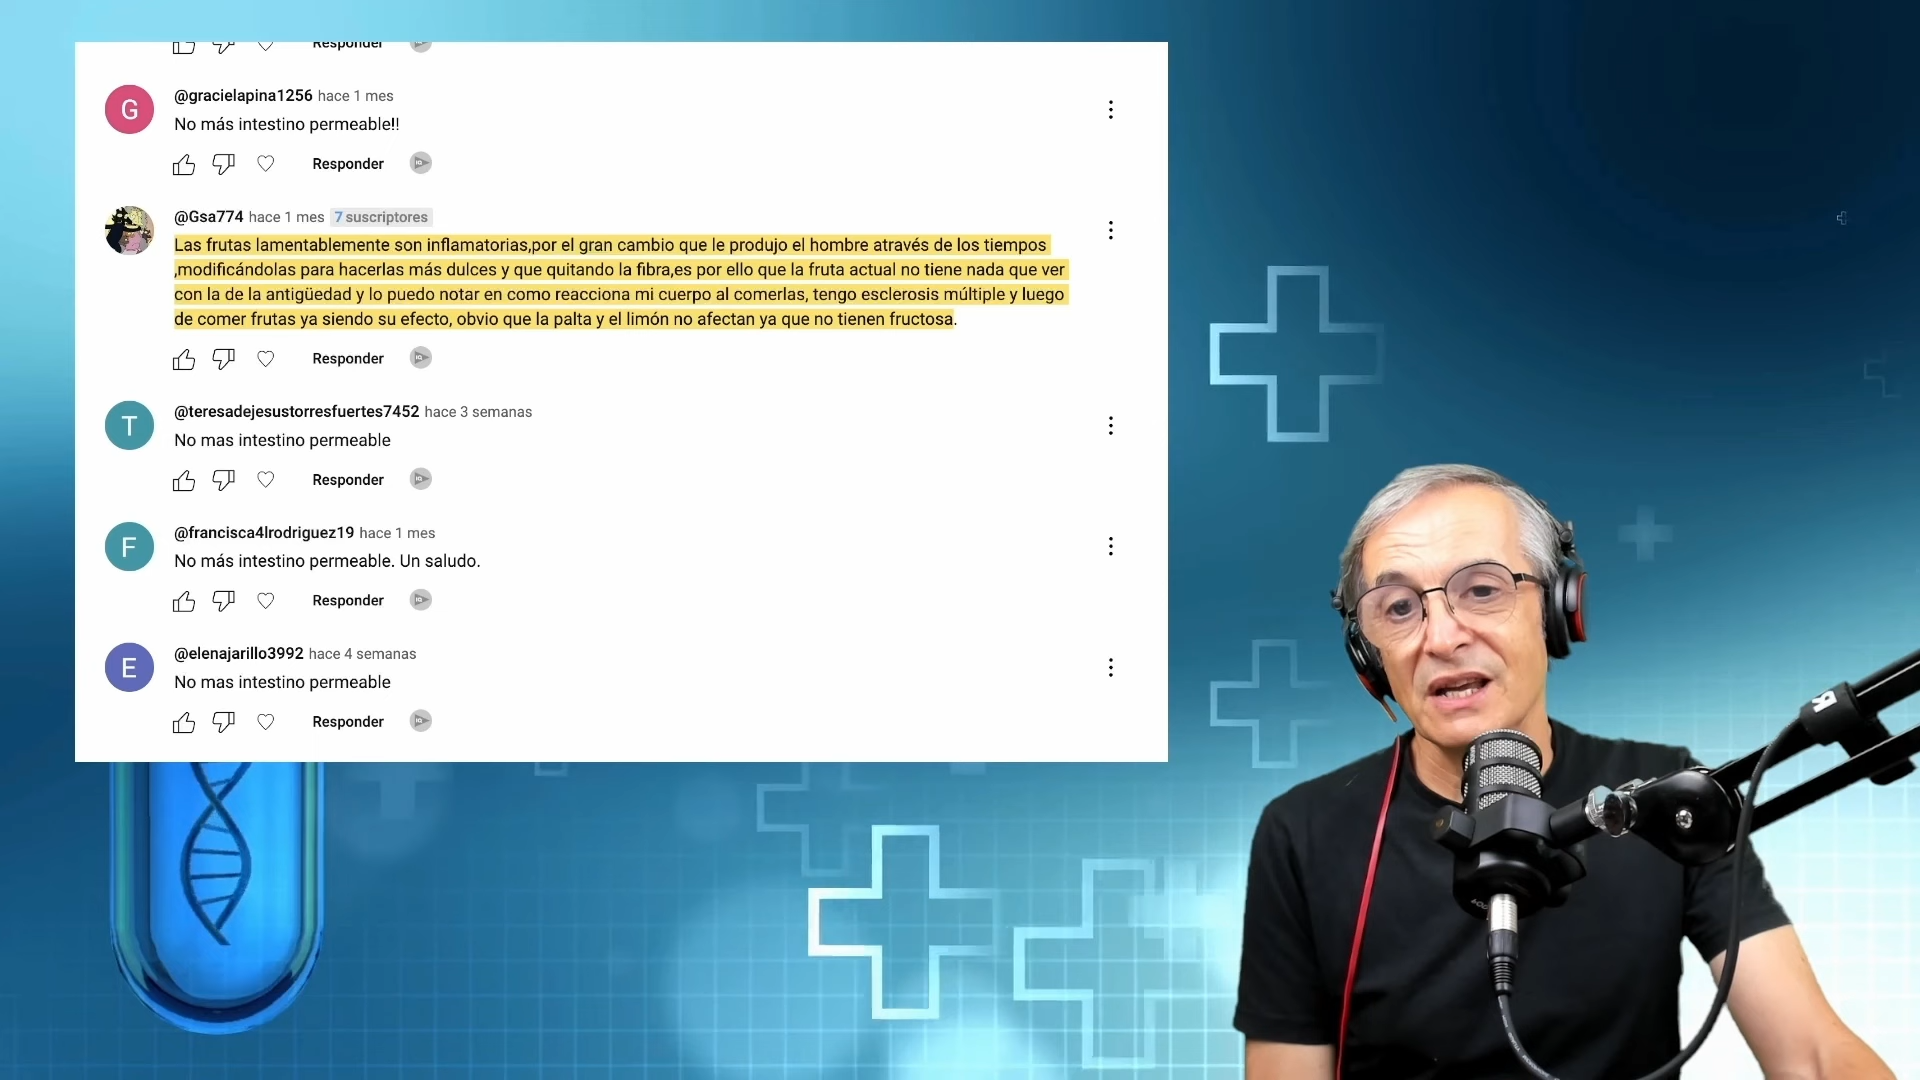 Responder
G
@gracielapina1256 hace 1 mes
No más intestino permeable!!
Responder
@Gsa774 hace 1 mes 7 suscriptores
Las frutas lamentablemente son inflamatorias,por el gran cambio que le produjo el hombre através de los tiempos
,modificándolas para hacerlas más dulces y que quitando la fibra,es por ello que la fruta actual no tiene nada que ver
con la de la antigüedad y lo puedo notar en como reacciona mi cuerpo al comerlas, tengo esclerosis múltiple y luego
de comer frutas ya siendo su efecto, obvio que la palta y el limón no afectan ya que no tienen fructosa.
Responder
T
@teresadejesustorresfuertes7452 hace 3 semanas
No mas intestino permeable
Responder
F
@francisca4lrodriguez19 hace 1 mes
No más intestino permeable. Un saludo.
Responder
E
@elenajarillo3992 hace 4 semanas
No mas intestino permeable
Responder